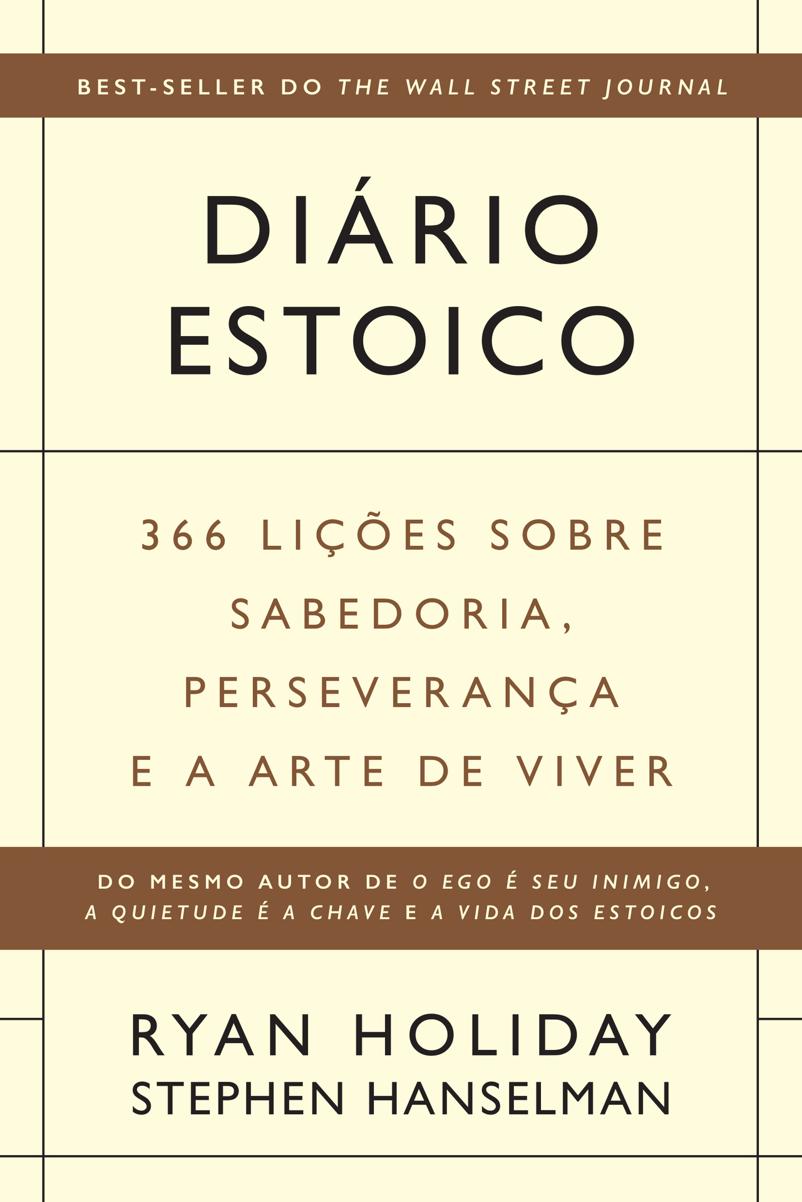 BEST-SELLER DO THE WALL STREET JOURNAL
DIÁRIO
ESTOICO
366 LIÇÕES SOBRE
SABEDORIA,
PERSEVERANÇA
E A ARTE DE VIVER
DO MESMO AUTOR DE O EGO É SEU INIMIGO,
A QUIETUDE É A CHAVE E A VIDA DOS ESTOICOS
RYAN HOLIDAY
STEPHEN HANSELMAN